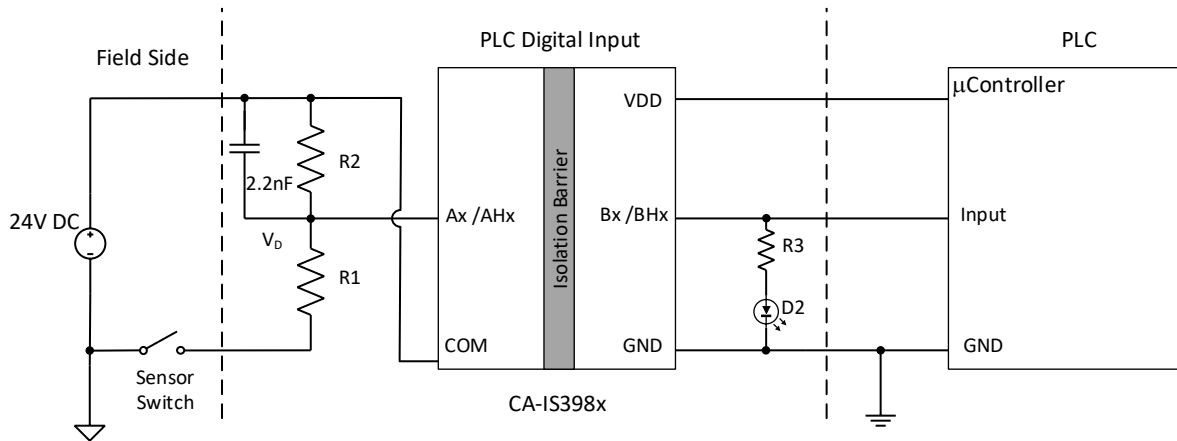 Field Side
PLC Digital Input
PLC
VDD
μController
R2
2.2nF
24V DC
+
−
Ax /AHx
Isolation Barrier
Bx /BHx
Input
VD
R1
R3
D2
COM
GND
GND
Sensor
Switch
CA-IS398x